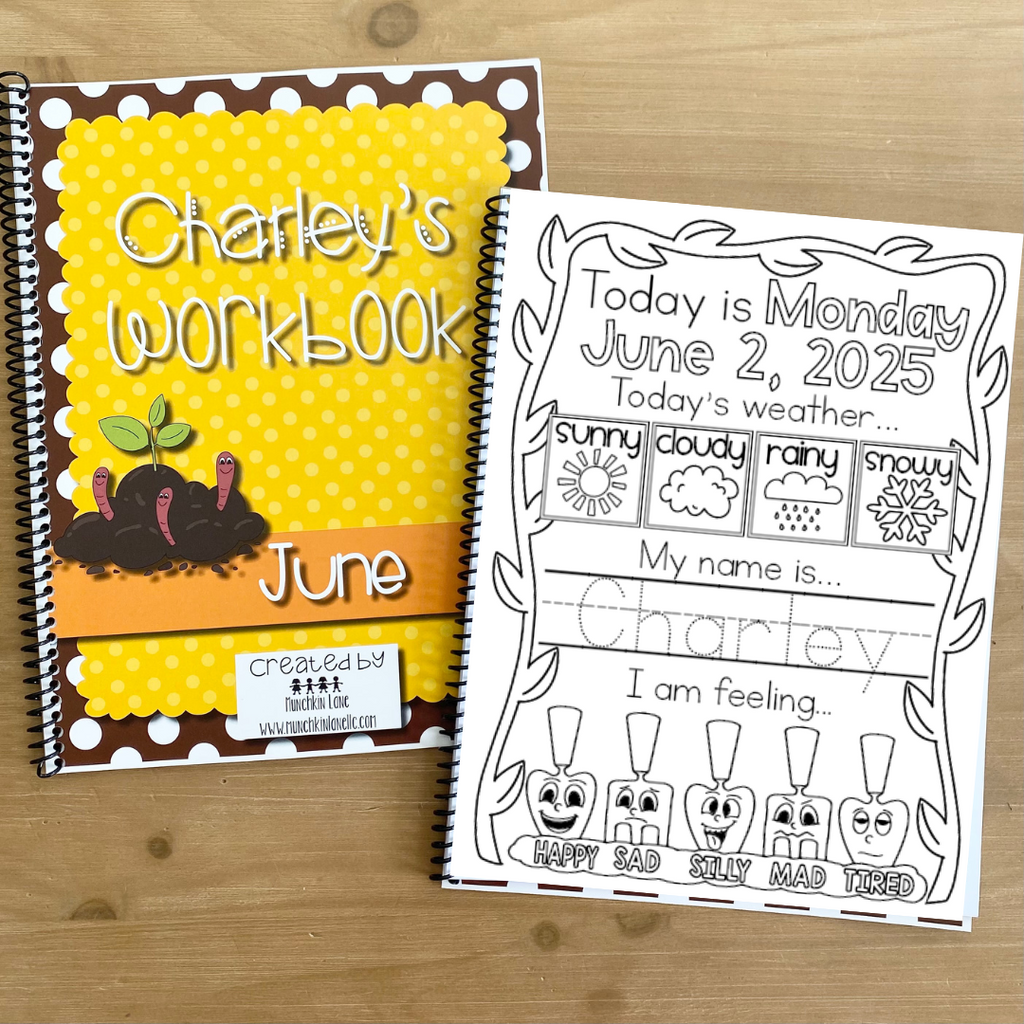 Charley's
Workbook
June
created by
Munchkin Lane
www.munchkinlanellc.com
Today is Monday
June 2, 2025
Today's weather...
sunny cloudy rainy snowy
My name is...
Charley
I am feeling...
HAPPY SAD SILLY MAD TIRED